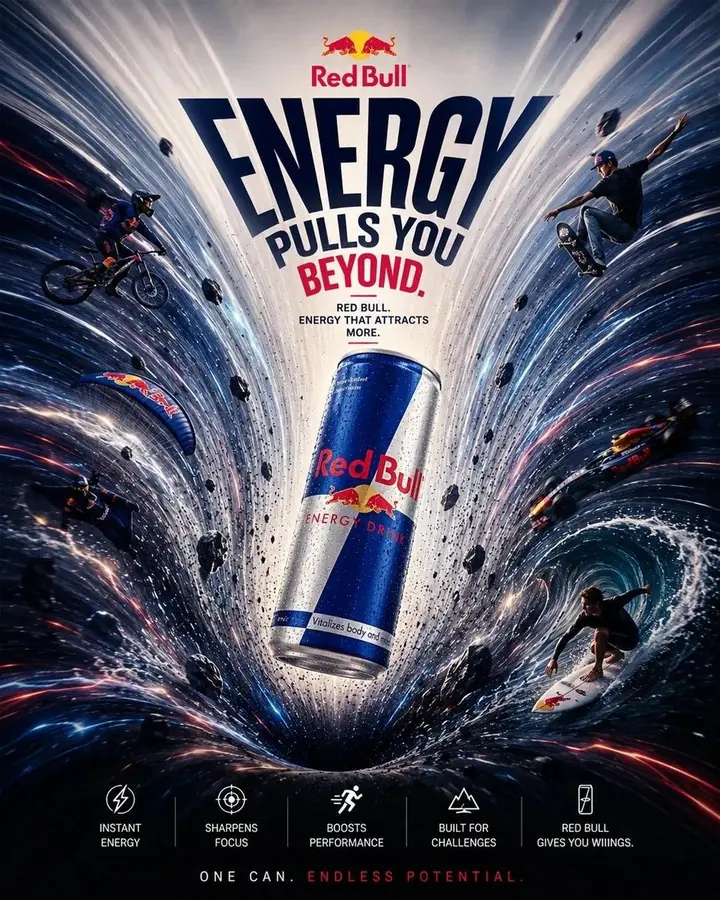 Red Bull
ENERGY
PULLS YOU
BEYOND.
RED BULL.
ENERGY THAT ATTRACTS
MORE.
Red Bull
ENERGY DRINK
Vitalizes body and
Red Bull
RedBull
INSTANT
ENERGY
SHARPENS
FOCUS
BOOSTS
PERFORMANCE
BUILT FOR
CHALLENGES
RED BULL
GIVES YOU WIIINGS.
ONE CAN. ENDLESS POTENTIAL.